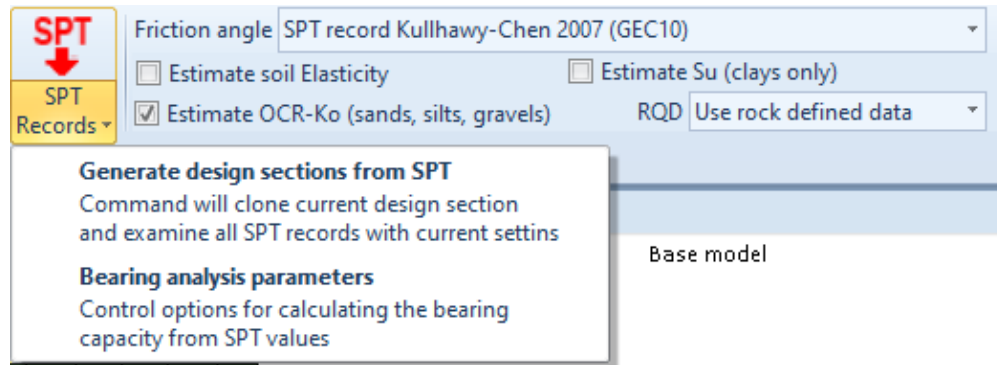 SPT
SPT
Records
Friction angle SPT record Kullhawy-Chen 2007 (GEC10)
Estimate soil Elasticity
Estimate Su (clays only)
Estimate OCR-Ko (sands, silts, gravels)
RQD Use rock defined data
Generate design sections from SPT
Command will clone current design section
and examine all SPT records with current settins
Bearing analysis parameters
Control options for calculating the bearing
capacity from SPT values
Base model